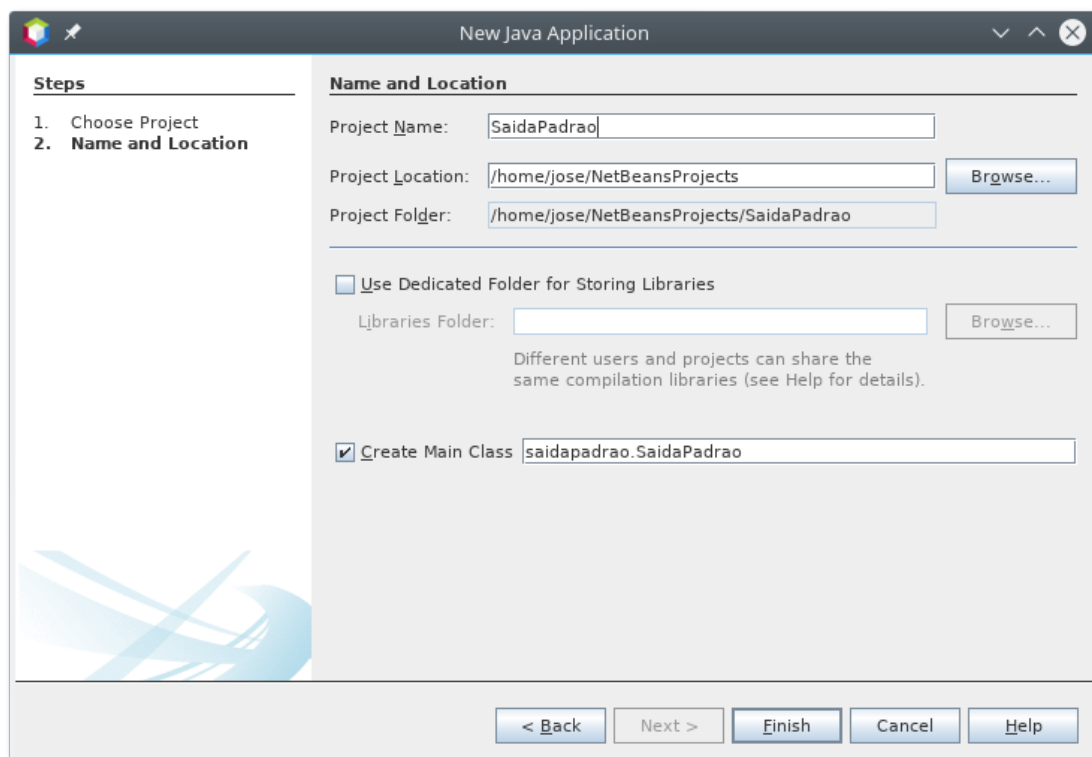 New Java Application
Steps
1. Choose Project
2. Name and Location
Name and Location
Project Name: SaidaPadrao
Project Location: /home/jose/NetBeansProjects Browse...
Project Folder: /home/jose/NetBeansProjects/SaidaPadrao
Use Dedicated Folder for Storing Libraries
Libraries Folder: Browse...
Different users and projects can share the
same compilation libraries (see Help for details).
Create Main Class saidapadrao.SaidaPadrao
< Back Next > Finish Cancel Help